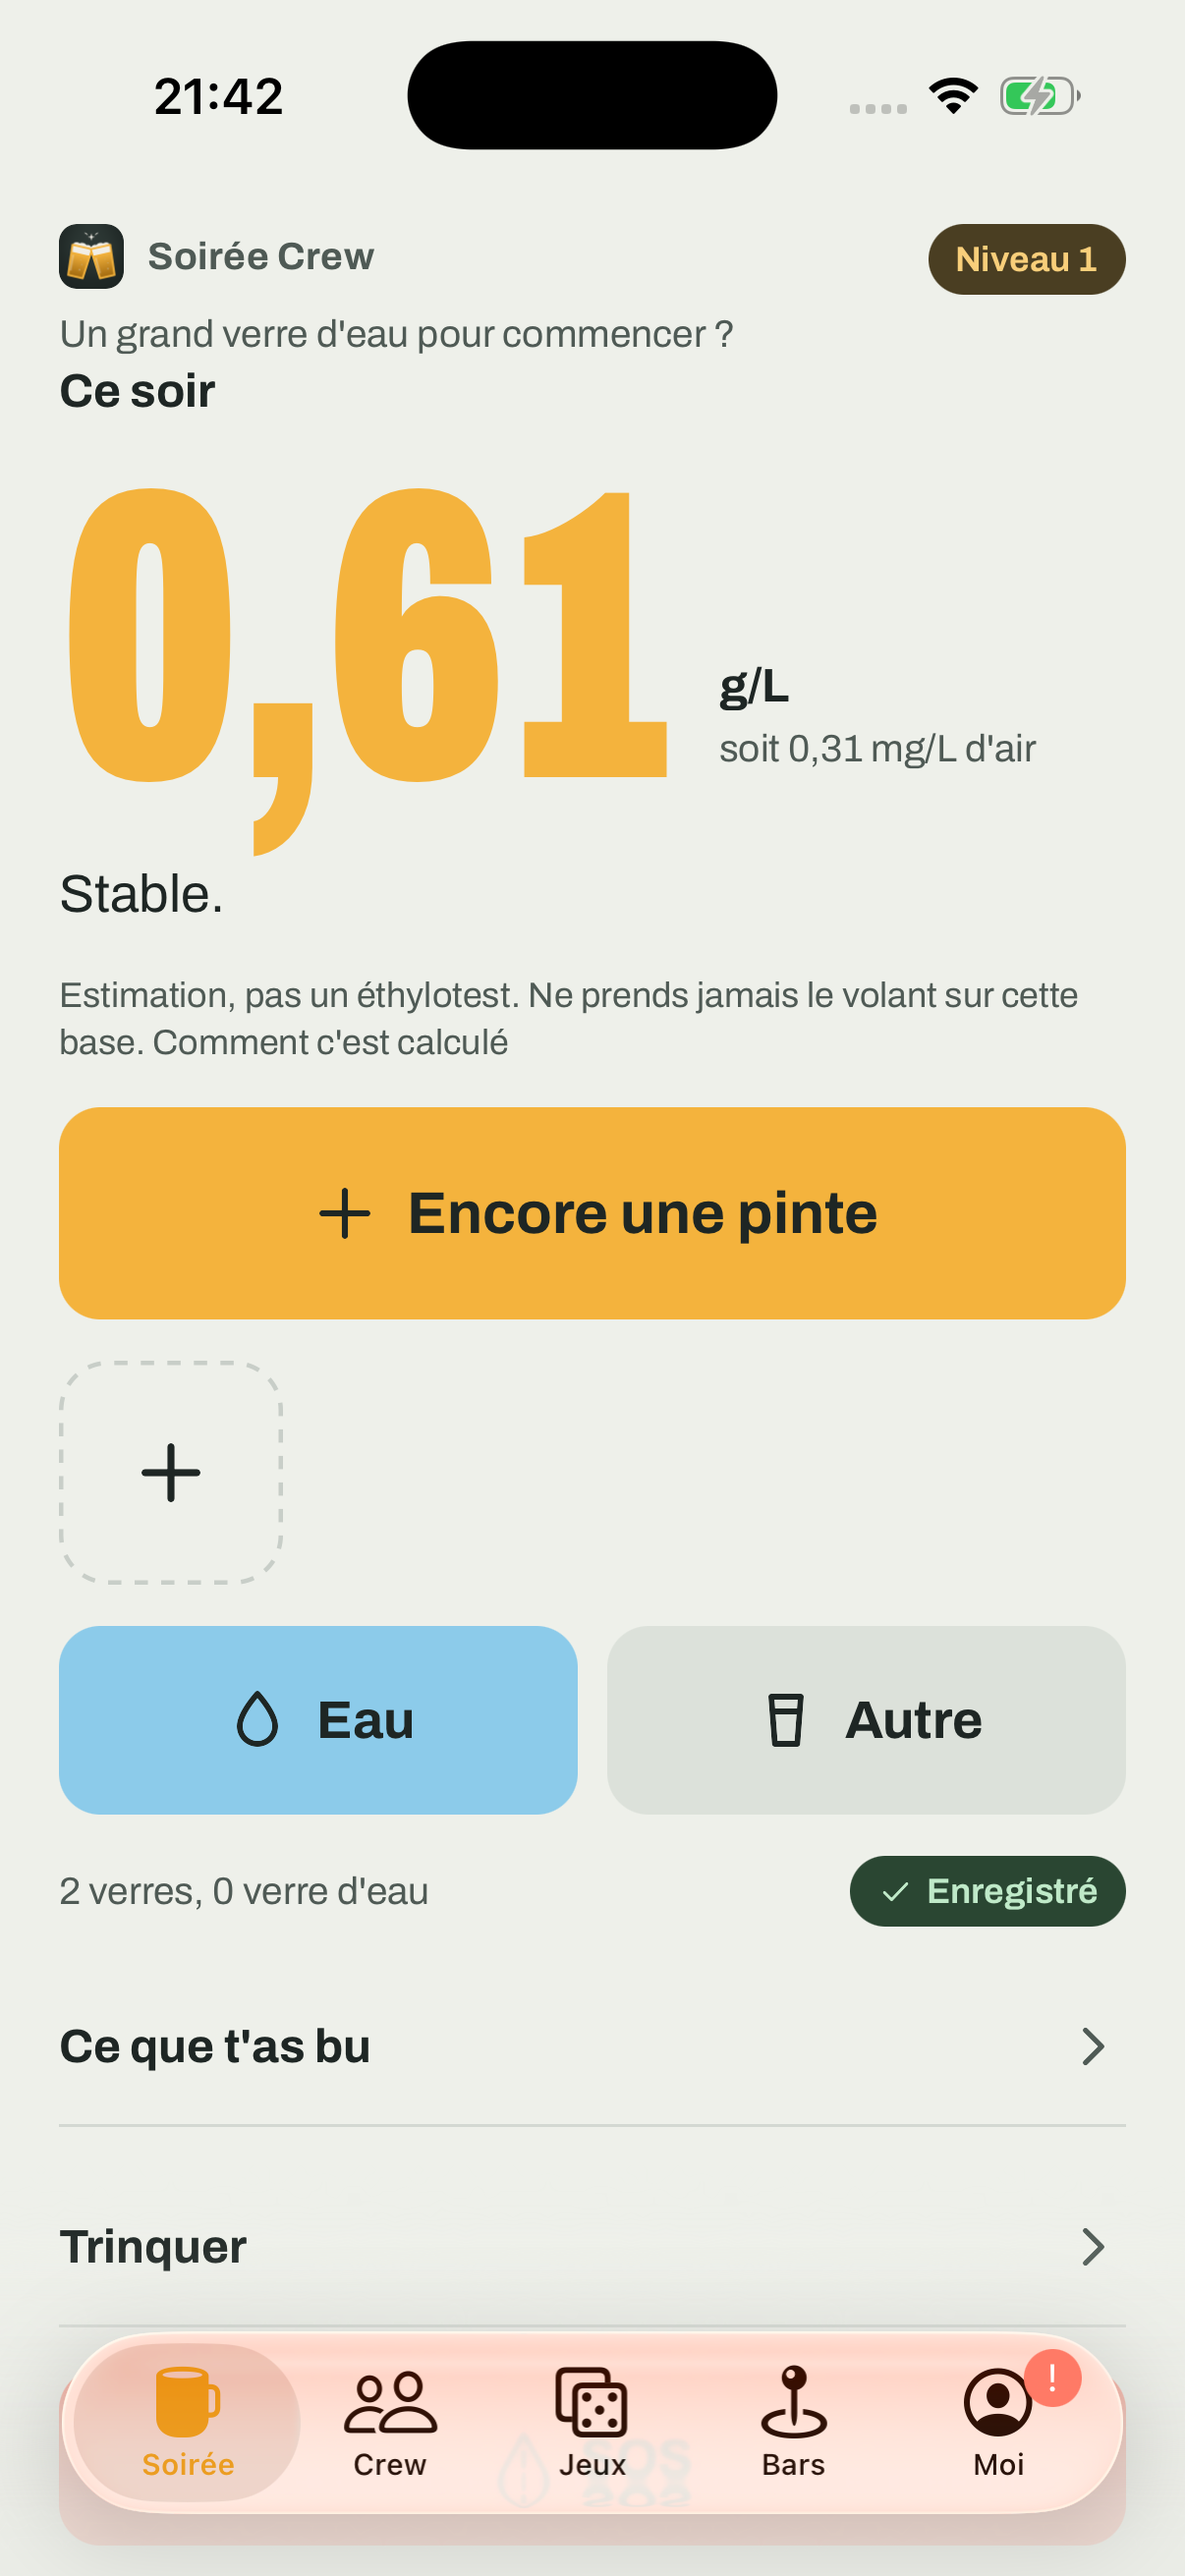 21:42
Soirée Crew
Niveau 1
Un grand verre d'eau pour commencer ?
Ce soir
0,61
g/L
soit 0,31 mg/L d'air
Stable.
Estimation, pas un éthylotest. Ne prends jamais le volant sur cette
base. Comment c'est calculé
Encore une pinte
Eau
Autre
2 verres, 0 verre d'eau
Enregistré
Ce que t'as bu
Trinquer
SOS
!
Soirée
Crew
Jeux
Bars
Moi